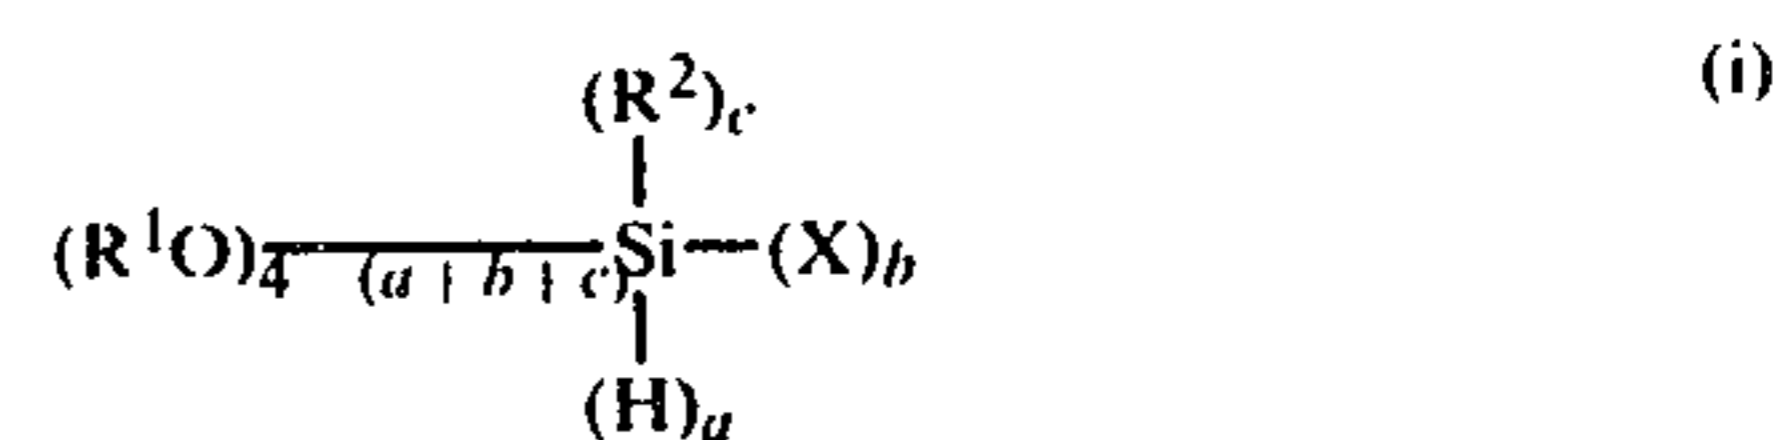 (R²)c (i)
(R¹O)4—(a + b + c)Si—(X)b
(H)a